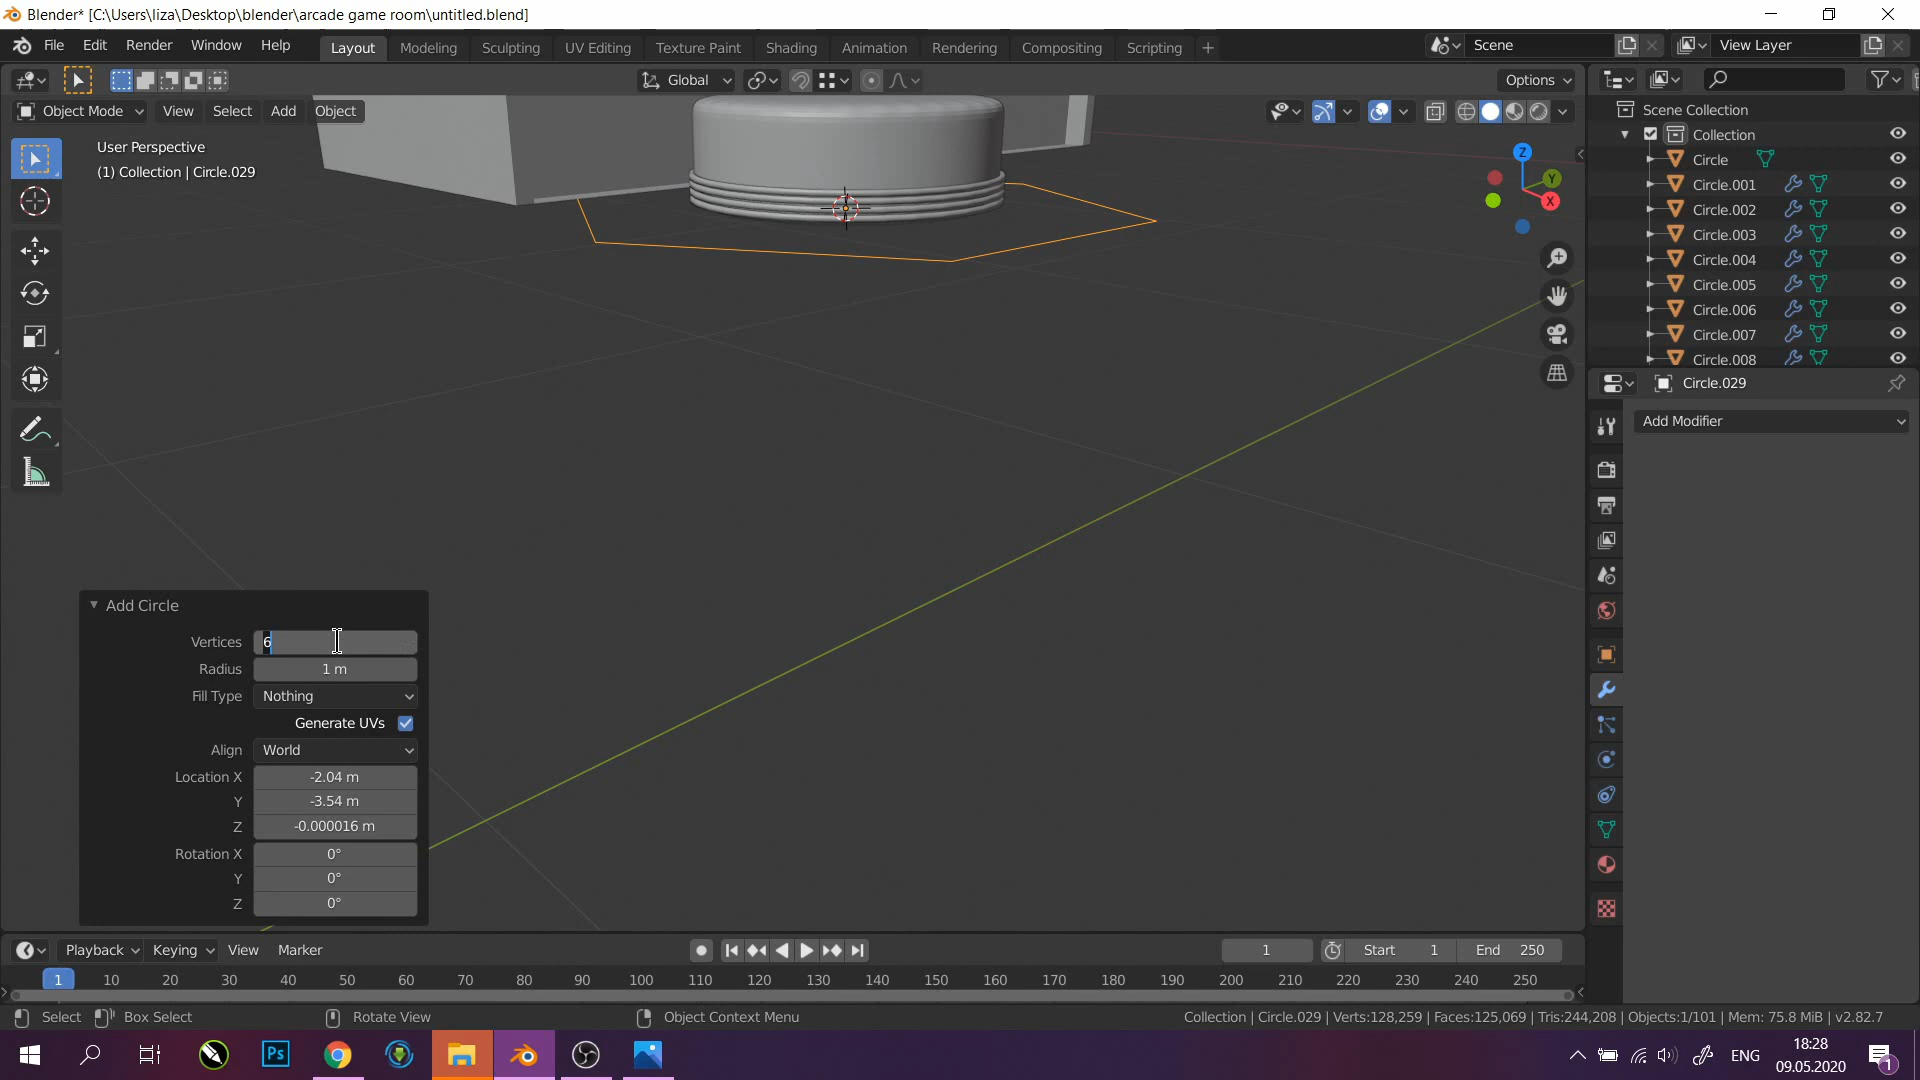 Blender* [C:\Users\liza\Desktop\blender\arcade game room\untitled.blend]
File Edit Render Window Help Layout Modeling Sculpting UV Editing Texture Paint Shading Animation Rendering Compositing Scripting + Scene View Layer
Global Options
Object Mode View Select Add Object
User Perspective
(1) Collection | Circle.029
Z
Y
X
Scene Collection
Collection
Circle
Circle.001
Circle.002
Circle.003
Circle.004
Circle.005
Circle.006
Circle.007
Circle.008
Circle.029
Add Modifier
Add Circle
Vertices 6
Radius 1 m
Fill Type Nothing
Generate UVs
Align World
Location X -2.04 m
Y -3.54 m
Z -0.000016 m
Rotation X 0°
Y 0°
Z 0°
Playback Keying View Marker 1 Start 1 End 250
1 10 20 30 40 50 60 70 80 90 100 110 120 130 140 150 160 170 180 190 200 210 220 230 240 250
Select Box Select Rotate View Object Context Menu Collection | Circle.029 | Verts:128,259 | Faces:125,069 | Tris:244,208 | Objects:1/101 | Mem: 75.8 MiB | v2.82.7
Ps ENG 18:28
09.05.2020
1